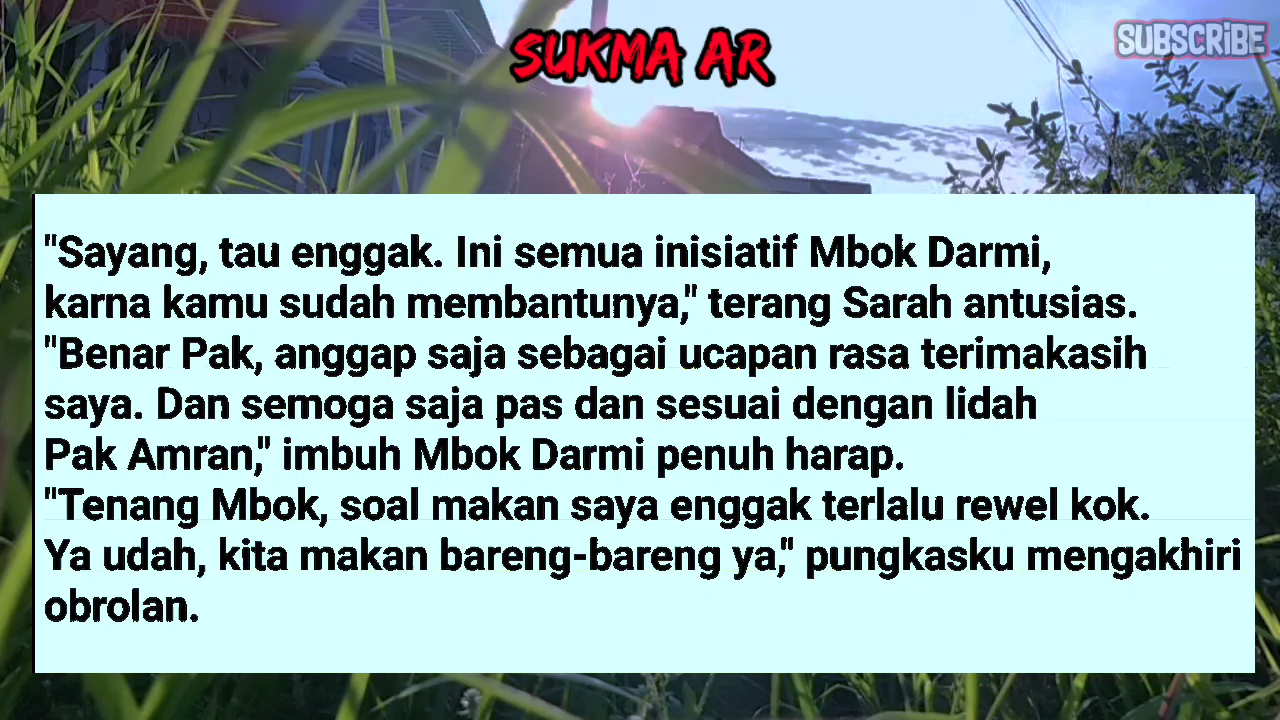 SUKMA AR
SUBSCRiBE
"Sayang, tau enggak. Ini semua inisiatif Mbok Darmi,
karna kamu sudah membantunya," terang Sarah antusias.
"Benar Pak, anggap saja sebagai ucapan rasa terimakasih
saya. Dan semoga saja pas dan sesuai dengan lidah
Pak Amran," imbuh Mbok Darmi penuh harap.
"Tenang Mbok, soal makan saya enggak terlalu rewel kok.
Ya udah, kita makan bareng-bareng ya," pungkasku mengakhiri
obrolan.